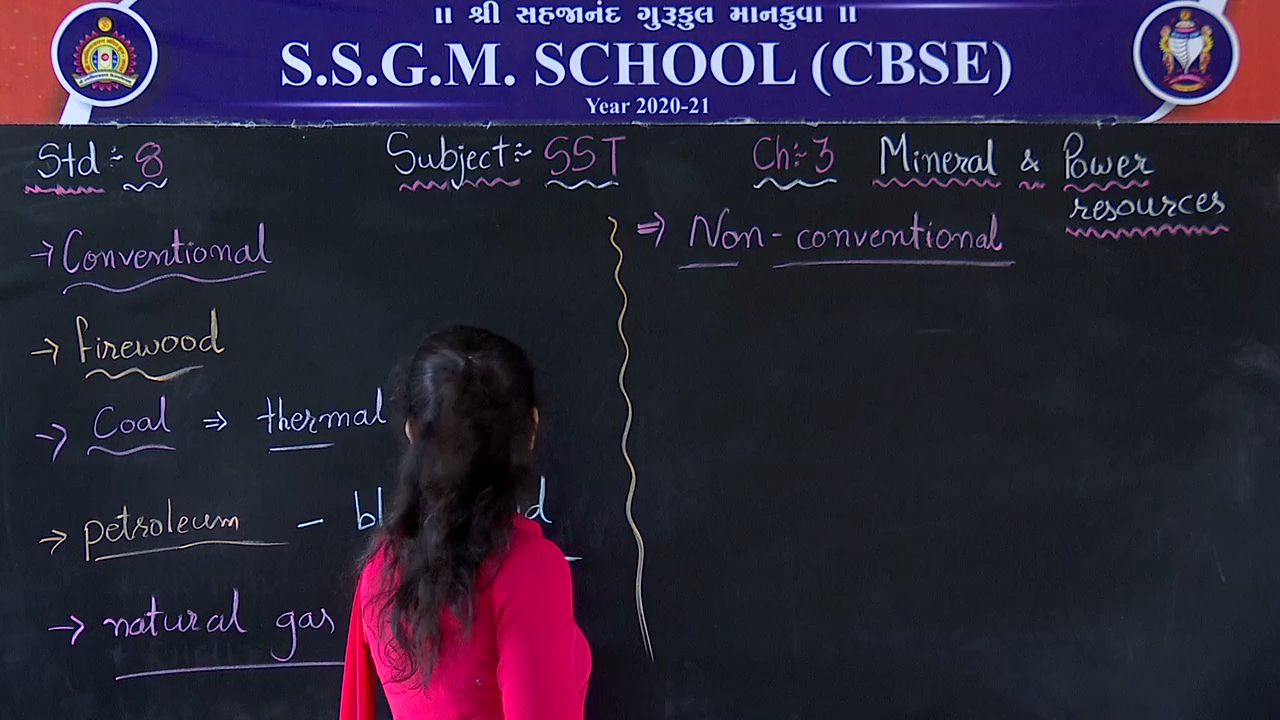 ॥ શ્રી સહજાનંદ ગુરૂકુલ માનકુવા ॥
S.S.G.M. SCHOOL (CBSE)
Year 2020-21
Std :- 8 Subject :- SST Ch :- 3 Mineral & Power resources
→ Conventional
→ firewood
→ Coal ⇒ thermal
→ petroleum –
→ natural gas
⇒ Non-conventional